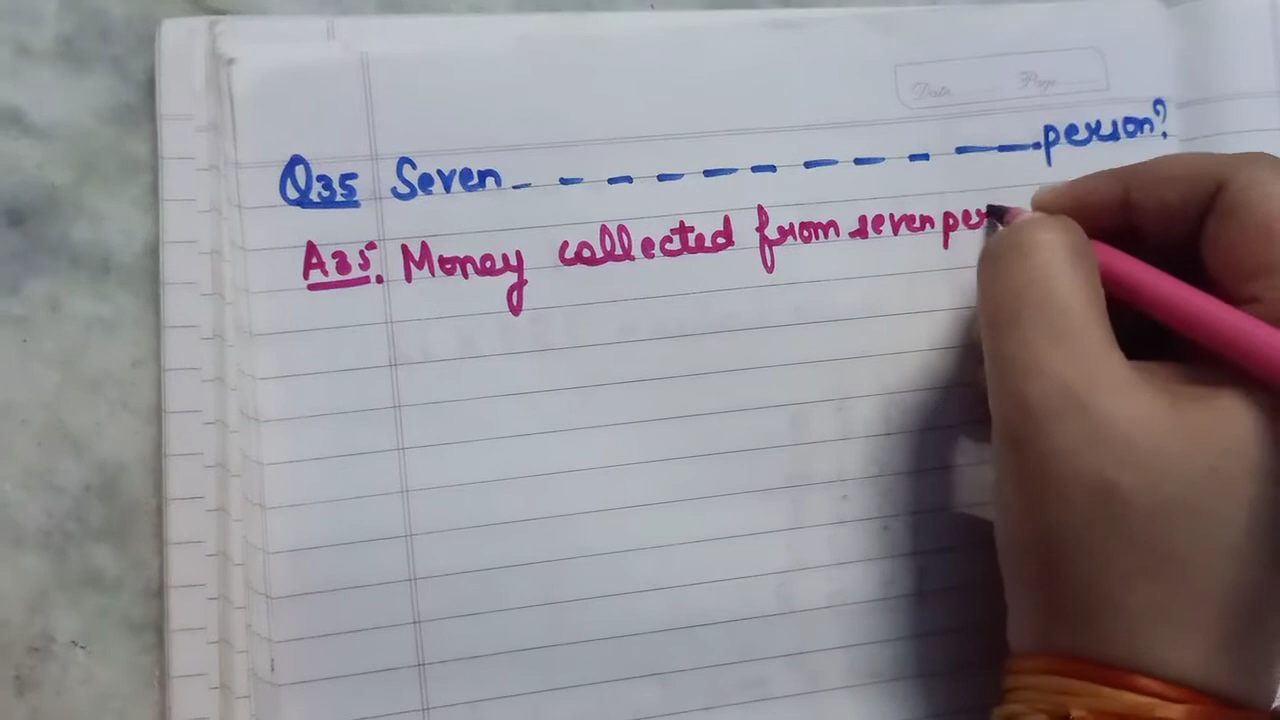 Date Page
Q35 Seven - - - - - - - - - - - person?
A35. Money collected from seven per